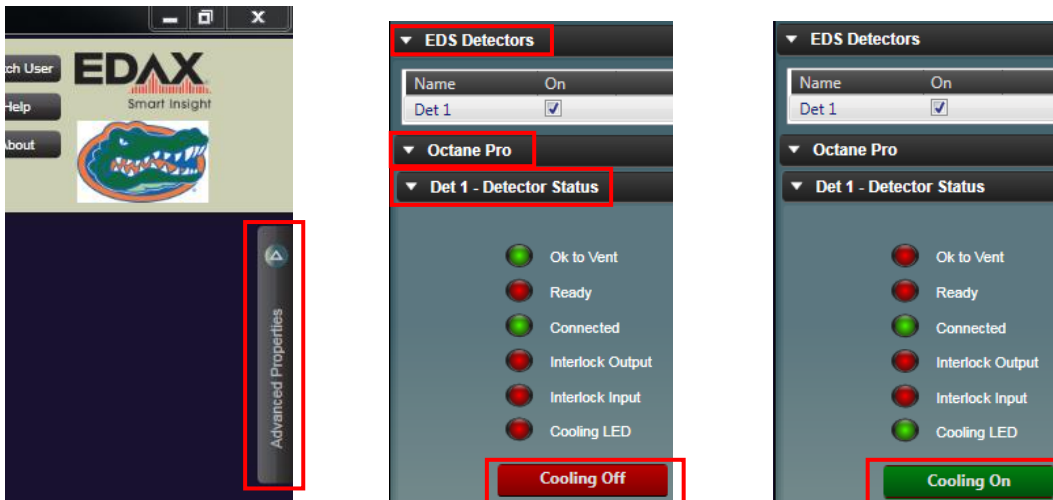 ch User
Help
bout
EDAX
Smart Insight
Advanced Properties
EDS Detectors
Name On
Det 1
Octane Pro
Det 1 - Detector Status
Ok to Vent
Ready
Connected
Interlock Output
Interlock Input
Cooling LED
Cooling Off
EDS Detectors
Name On
Det 1
Octane Pro
Det 1 - Detector Status
Ok to Vent
Ready
Connected
Interlock Output
Interlock Input
Cooling LED
Cooling On